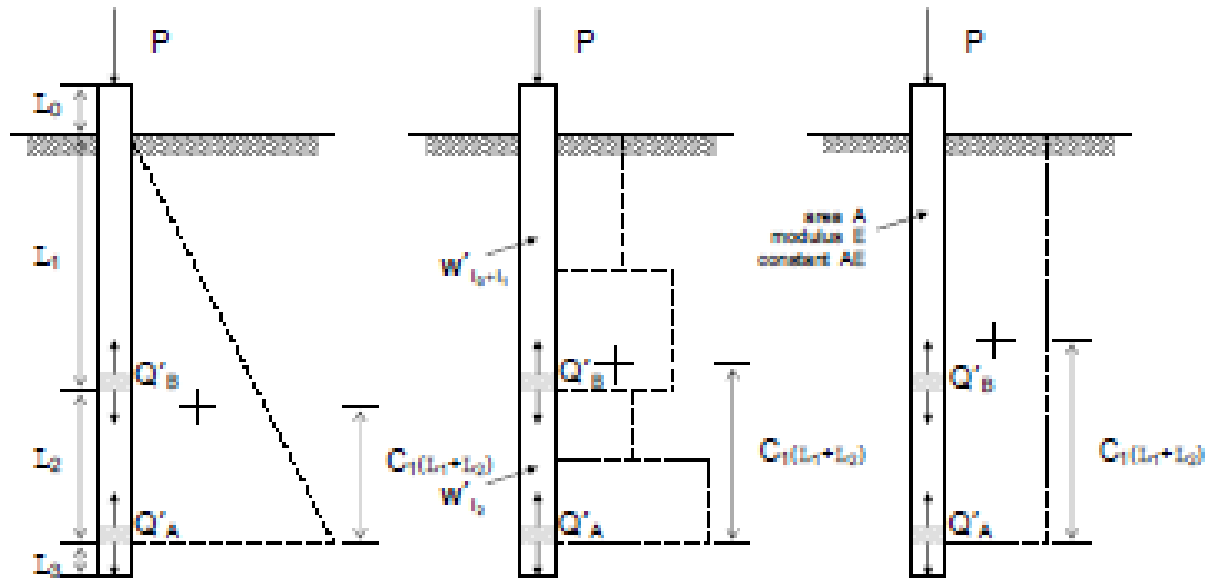 P
L₀
L₁
Q′B
L₂
C₁(L₁+L₂)
Q′A
L₃
P
w′L₀+L₁
Q′B
C₁(L₁+L₂)
w′L₂
Q′A
P
area A
modulus E
constant AE
Q′B
C₁(L₁+L₂)
Q′A